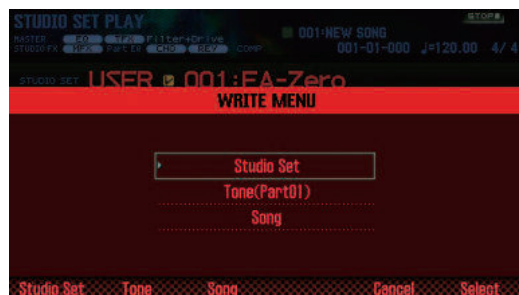 STUDIO SET PLAY
STOP■
MASTER EQ TFX Filter+Drive
001:NEW SONG
STUDIO FX MFX Part EQ CHO REV COMP
001-01-000 ♩=120.00 4/4
STUDIO SET USER 001:FA-Zero
WRITE MENU
Studio Set
Tone(Part01)
Song
Studio Set Tone Song Cancel Select